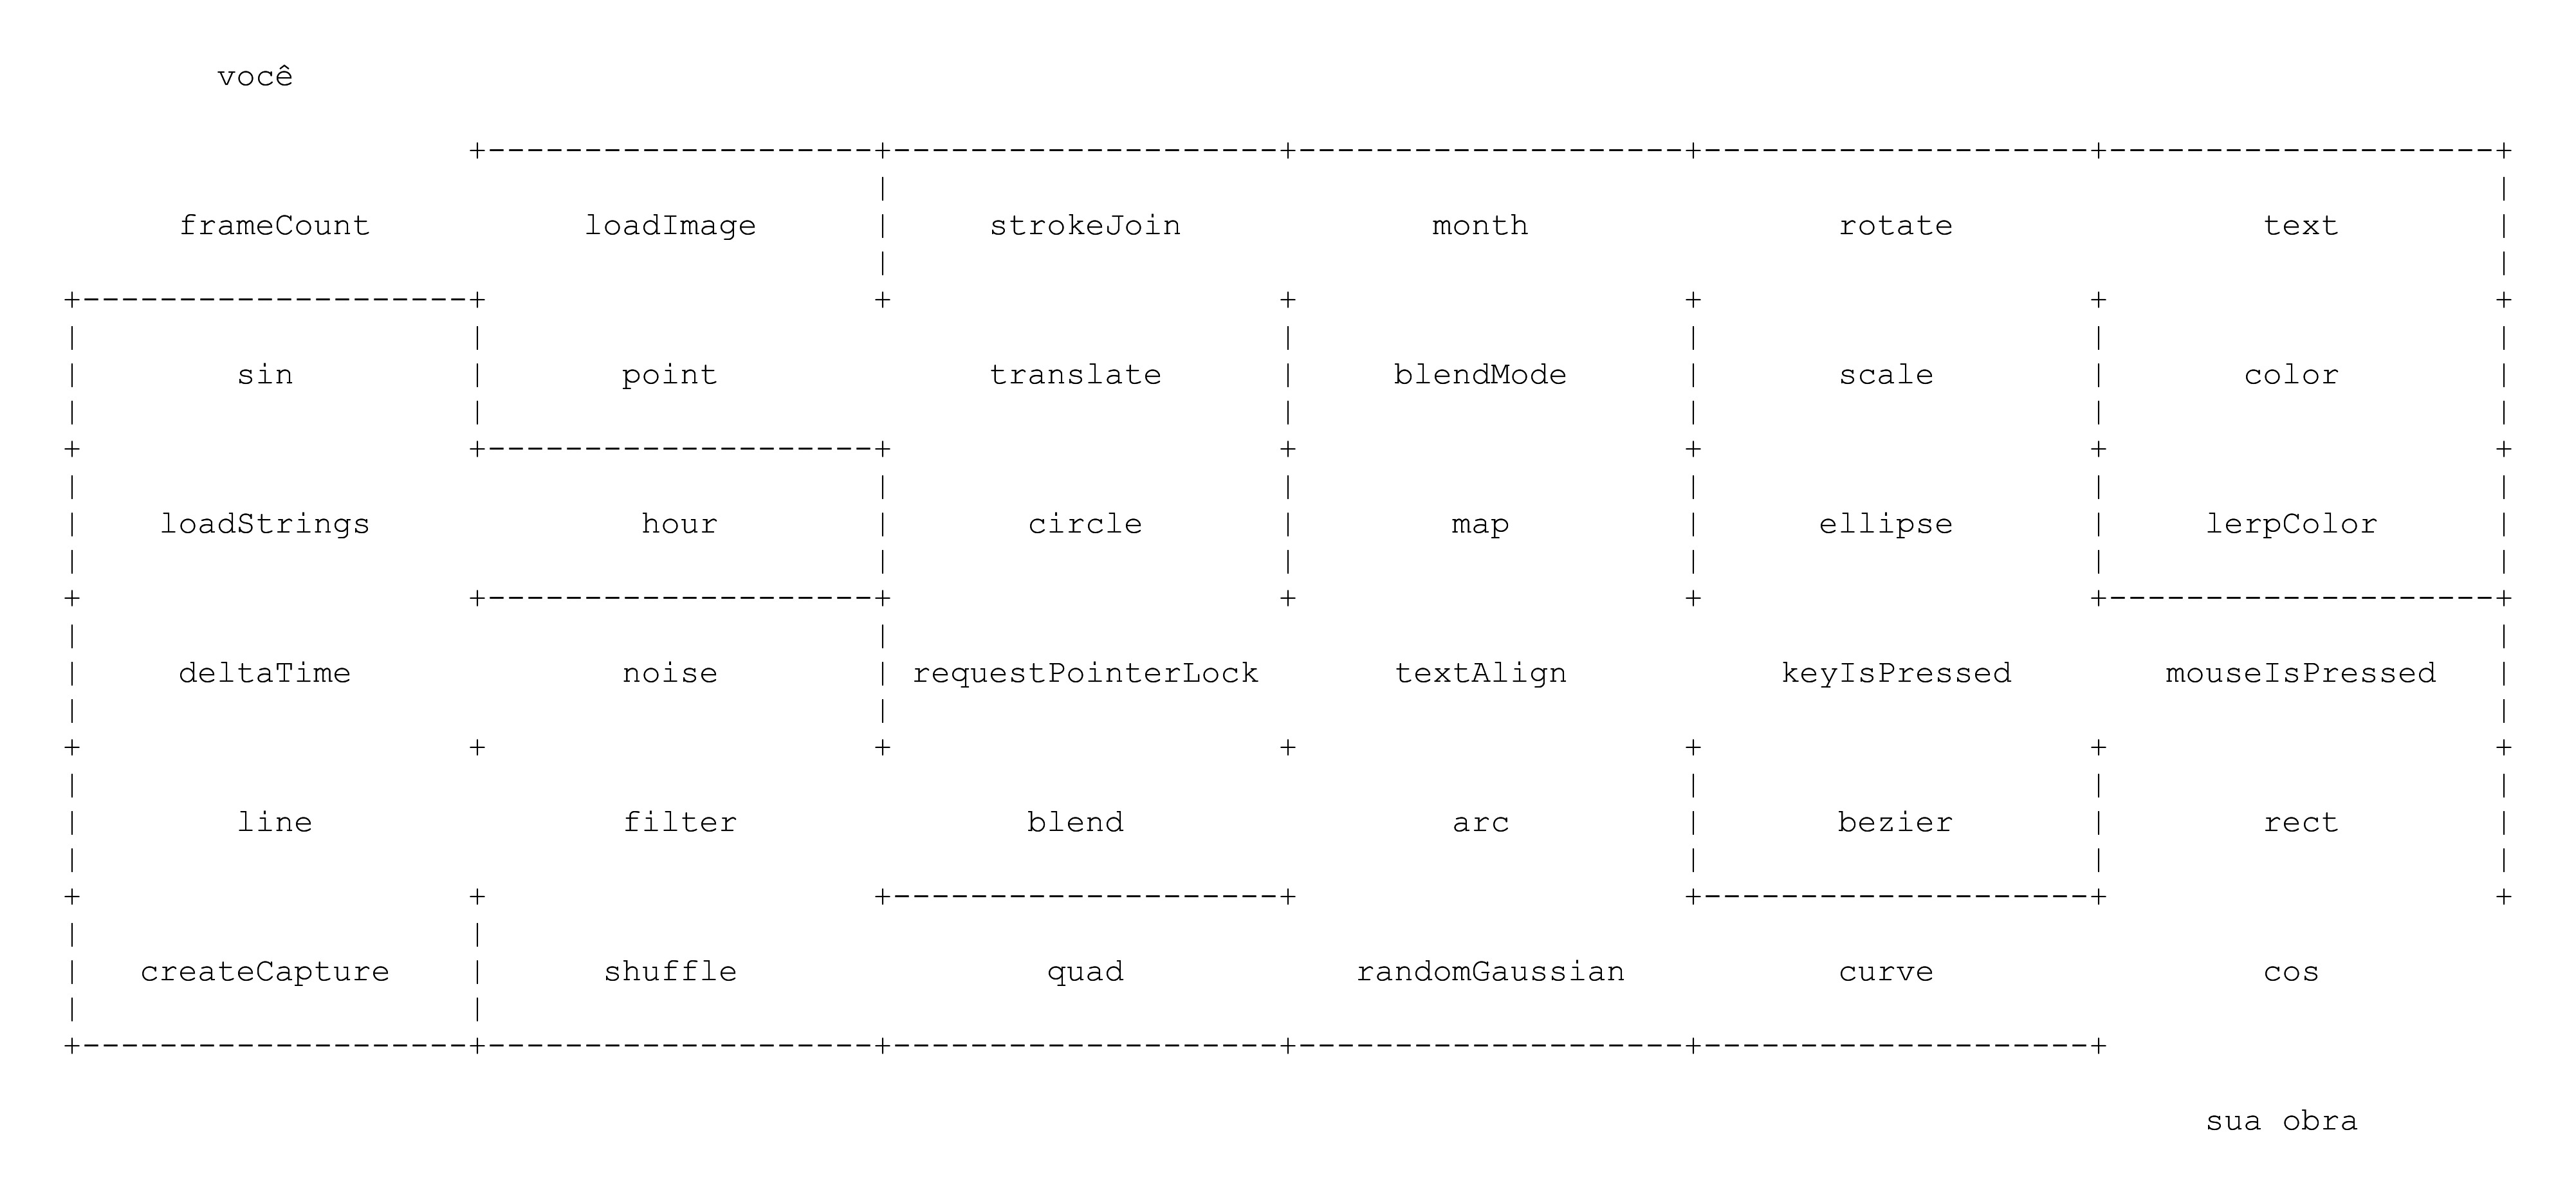 você
frameCount loadImage strokeJoin month rotate text
sin point translate blendMode scale color
loadStrings hour circle map ellipse lerpColor
deltaTime noise requestPointerLock textAlign keyIsPressed mouseIsPressed
line filter blend arc bezier rect
createCapture shuffle quad randomGaussian curve cos
sua obra